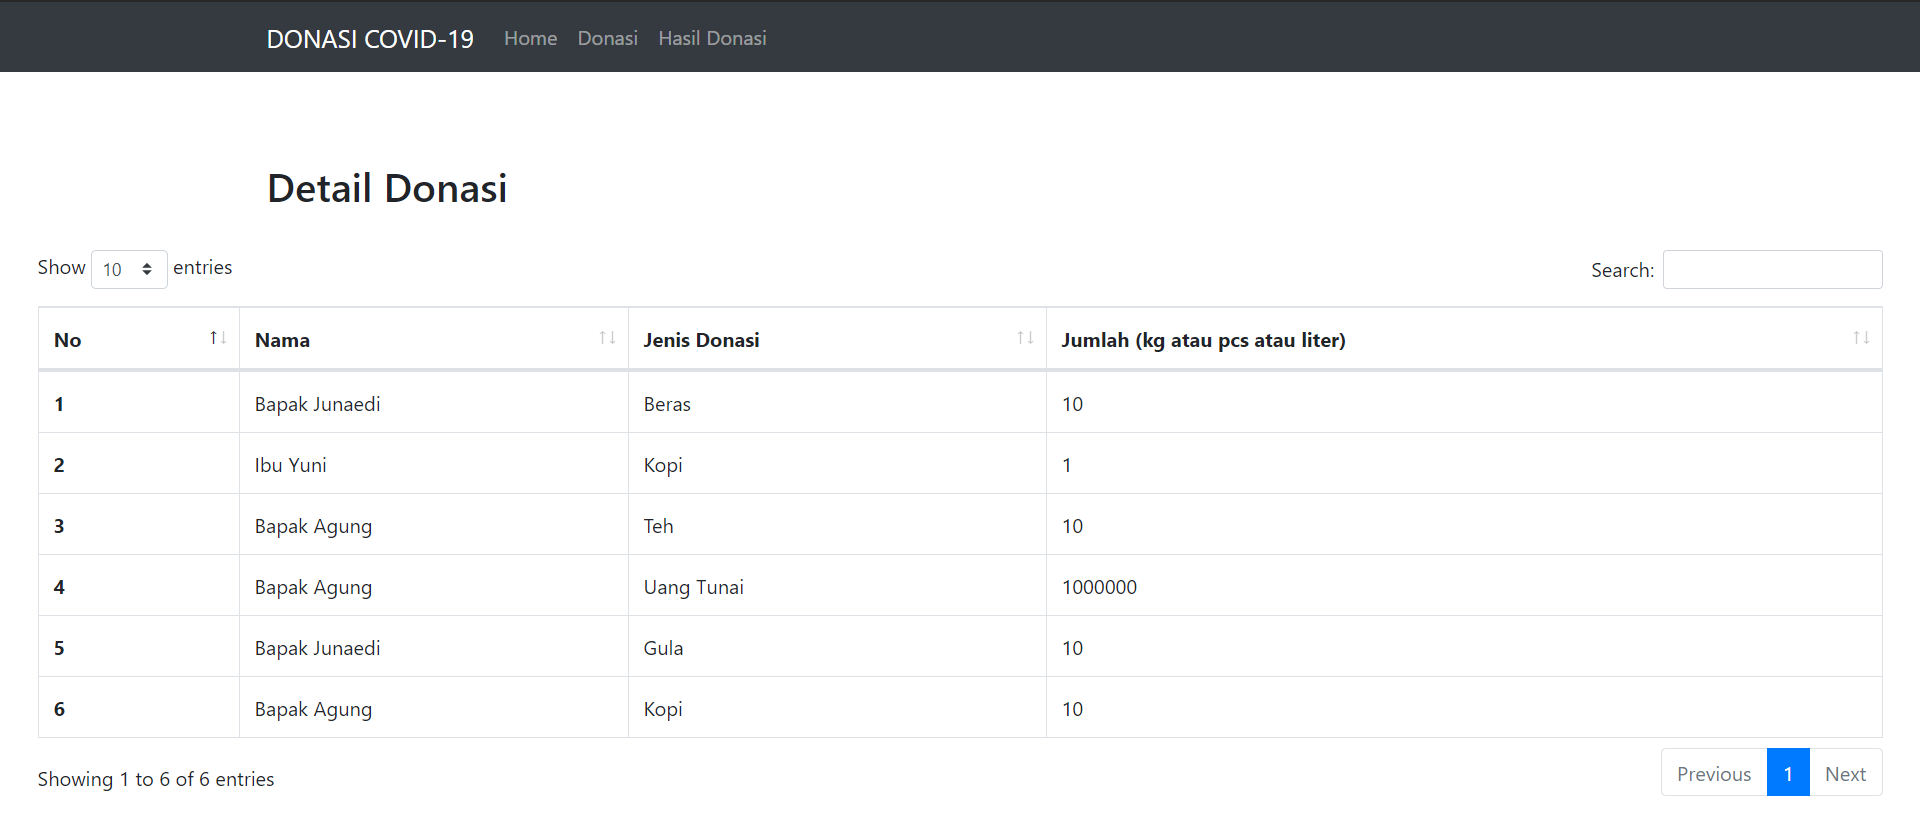 DONASI COVID-19 Home Donasi Hasil Donasi
Detail Donasi
Show 10 entries Search:
No Nama Jenis Donasi Jumlah (kg atau pcs atau liter)
1 Bapak Junaedi Beras 10
2 Ibu Yuni Kopi 1
3 Bapak Agung Teh 10
4 Bapak Agung Uang Tunai 1000000
5 Bapak Junaedi Gula 10
6 Bapak Agung Kopi 10
Showing 1 to 6 of 6 entries Previous 1 Next